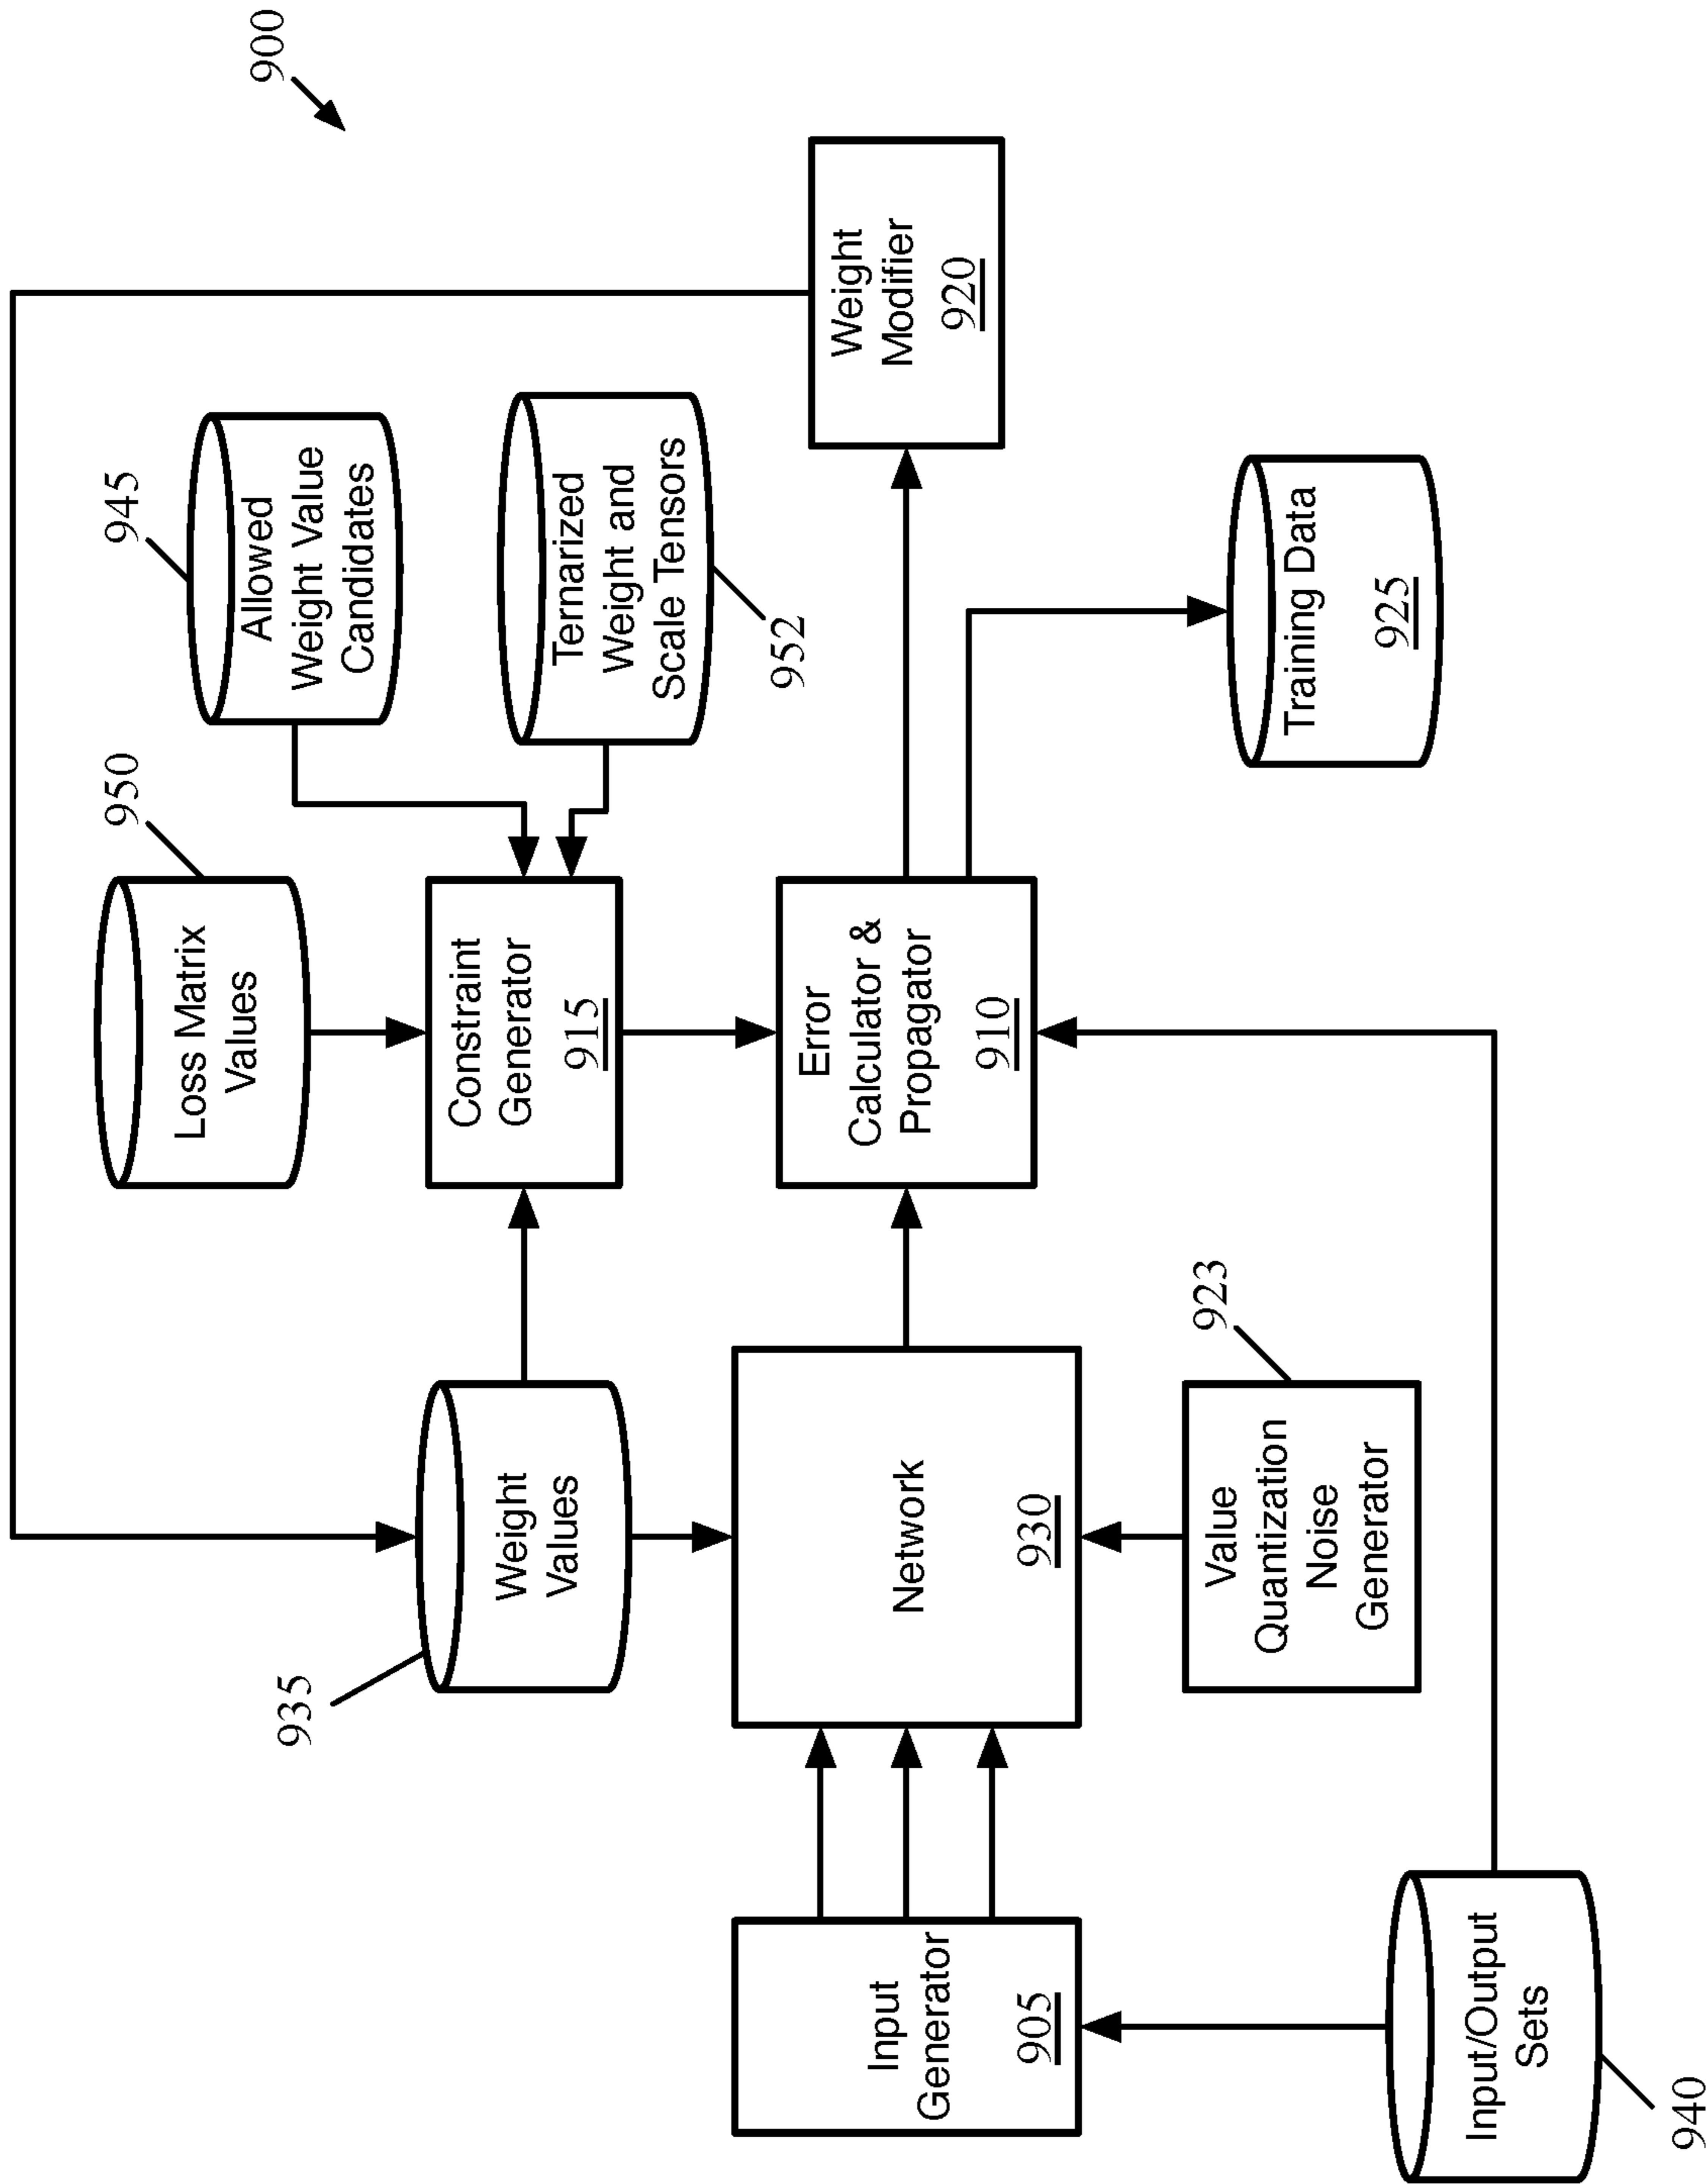 900
950
945
Loss Matrix
Values
Allowed
Weight Value
Candidates
935
Weight
Values
Constraint
Generator
915
Ternarized
Weight and
Scale Tensors
952
Input
Generator
905
Network
930
Error
Calculator &
Propagator
910
Weight
Modifier
920
923
Value
Quantization
Noise
Generator
Training Data
925
Input/Output
Sets
940